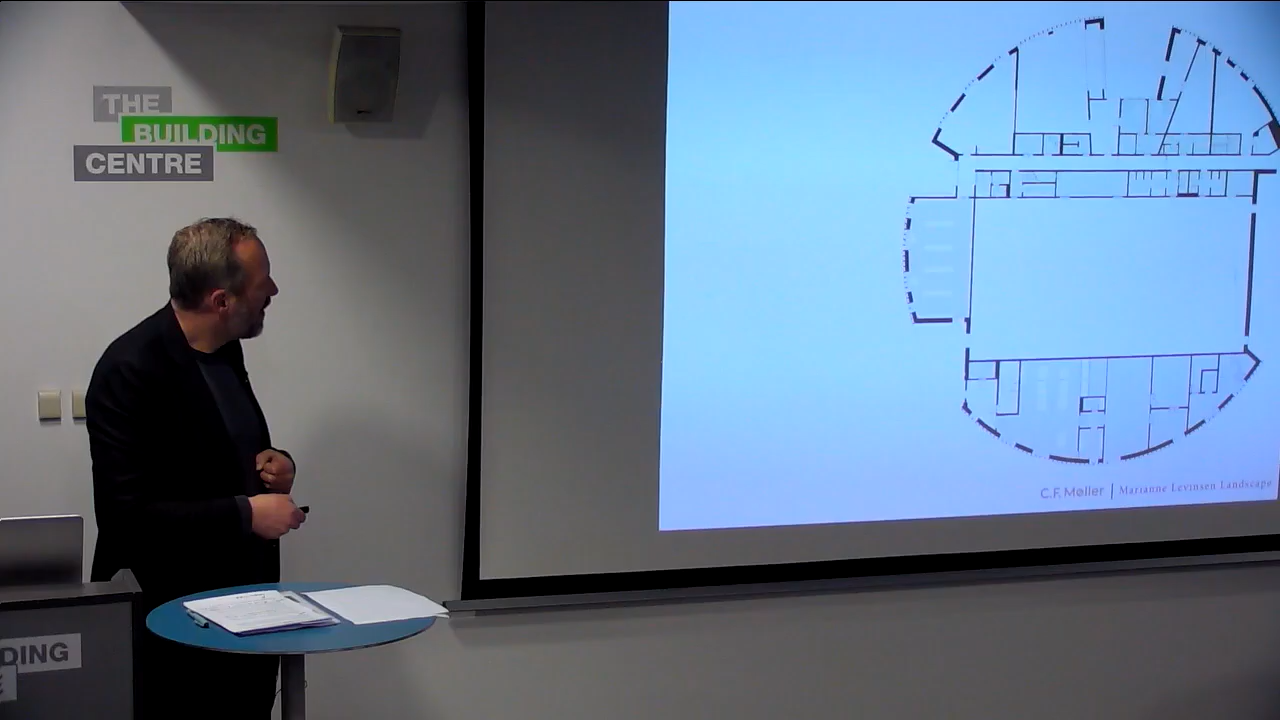 THE
BUILDING
CENTRE
C.F. Møller | Marianne Levinsen Landscape
DING
E